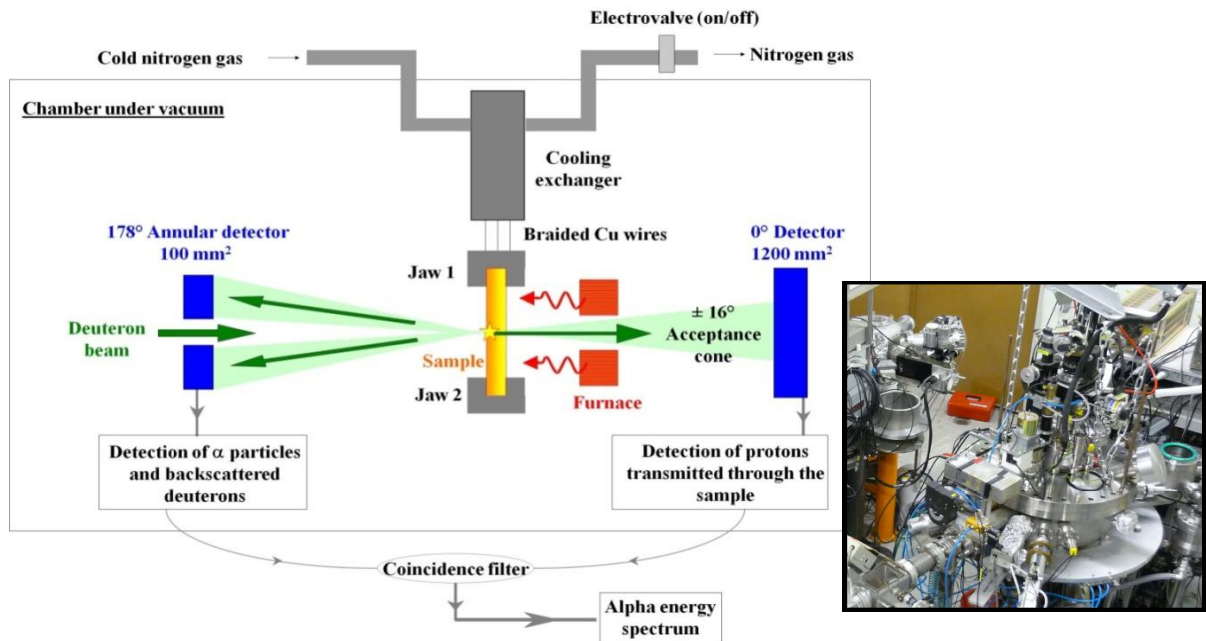 Electrovalve (on/off)
Cold nitrogen gas
Nitrogen gas
Chamber under vacuum
Cooling
exchanger
178° Annular detector
100 mm²
Braided Cu wires
0° Detector
1200 mm²
Jaw 1
± 16°
Acceptance
cone
Deuteron
beam
Sample
Jaw 2
Furnace
Detection of α particles
and backscattered
deuterons
Detection of protons
transmitted through the
sample
Coincidence filter
Alpha energy
spectrum